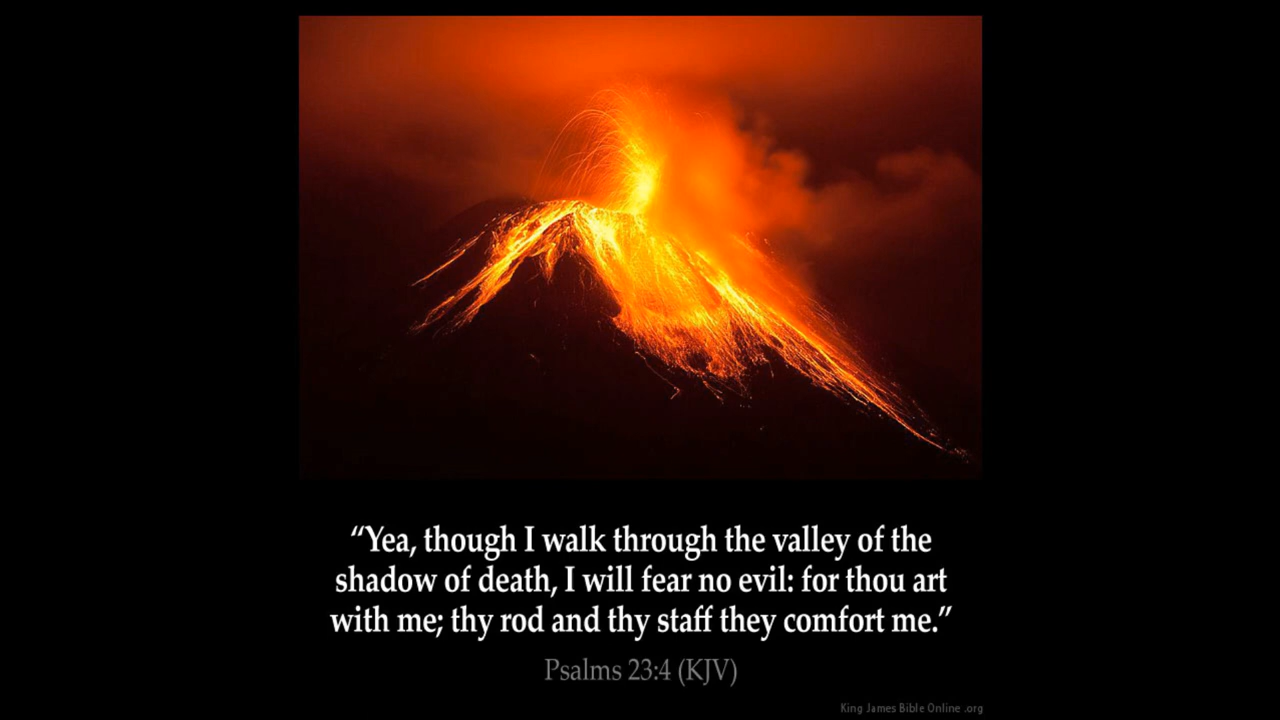 “Yea, though I walk through the valley of the
shadow of death, I will fear no evil: for thou art
with me; thy rod and thy staff they comfort me.”
Psalms 23:4 (KJV)
King James Bible Online .org